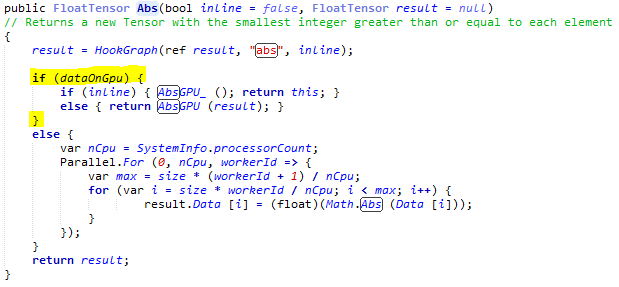 public FloatTensor Abs(bool inline = false, FloatTensor result = null)
// Returns a new Tensor with the smallest integer greater than or equal to each element
{
result = HookGraph(ref result, "abs", inline);
if (dataOnGpu) {
if (inline) { AbsGPU_ (); return this; }
else { return AbsGPU (result); }
}
else {
var nCpu = SystemInfo.processorCount;
Parallel.For (0, nCpu, workerId => {
var max = size * (workerId + 1) / nCpu;
for (var i = size * workerId / nCpu; i < max; i++) {
result.Data [i] = (float)(Math.Abs (Data [i]));
}
});
}
return result;
}